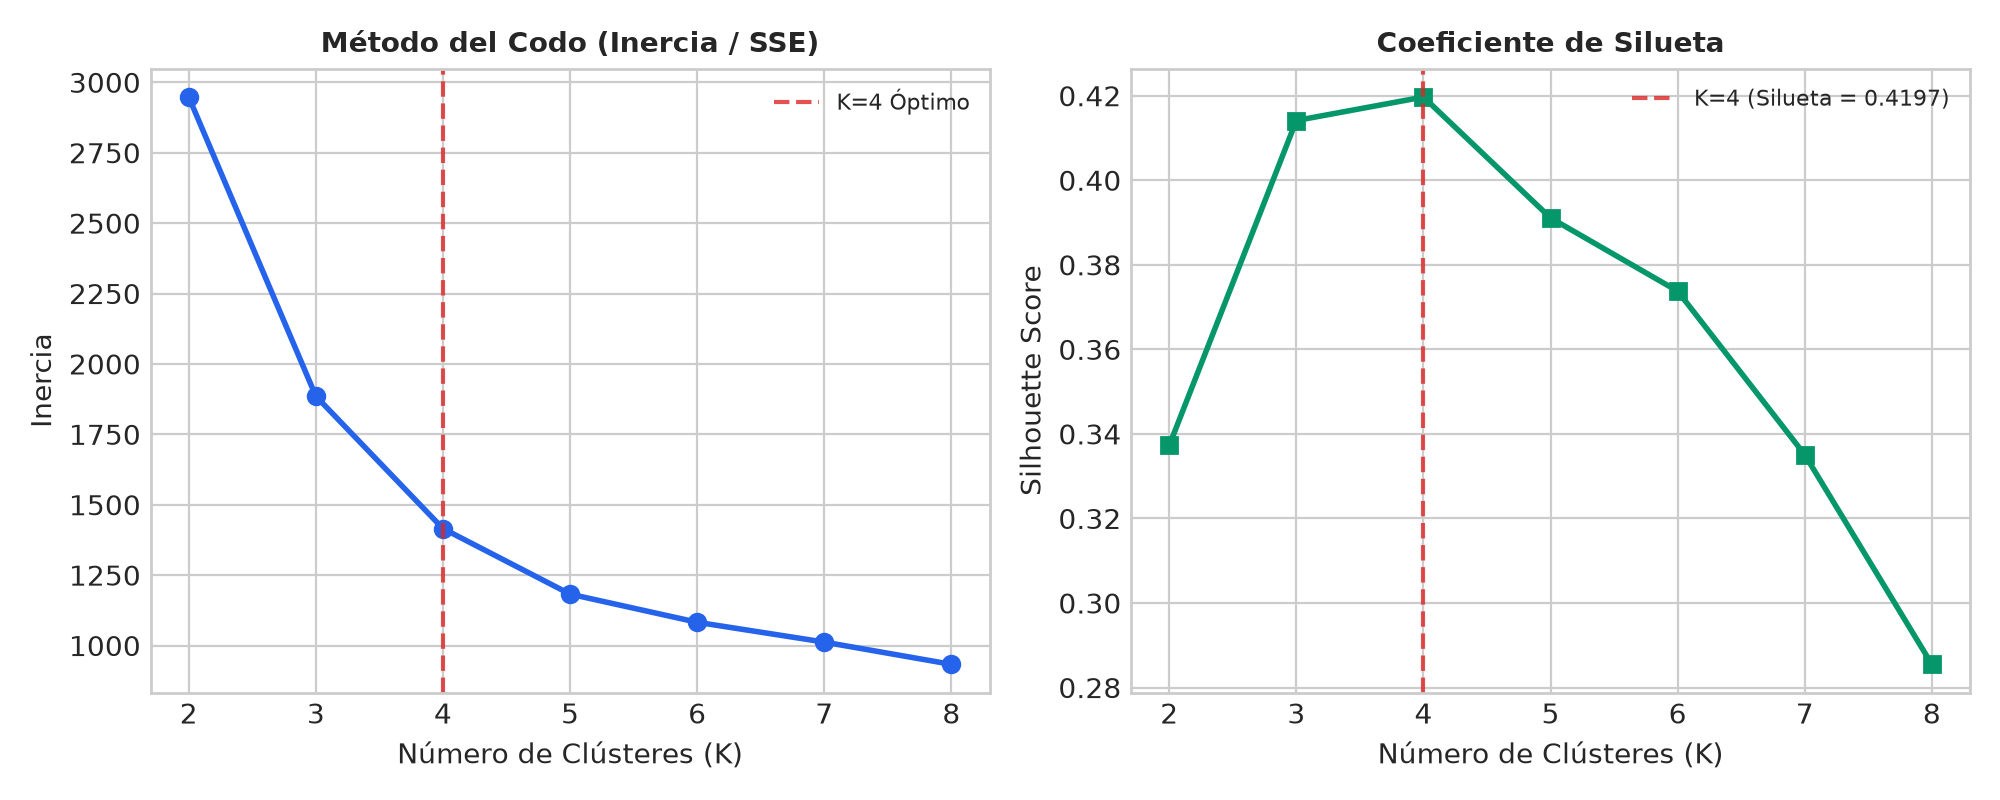 Método del Codo (Inercia / SSE)
3000
2750
2500
2250
2000
1750
1500
1250
1000
Inercia
K=4 Óptimo
2 3 4 5 6 7 8
Número de Clústeres (K)
Coeficiente de Silueta
0.42
0.40
0.38
0.36
0.34
0.32
0.30
0.28
Silhouette Score
K=4 (Silueta = 0.4197)
2 3 4 5 6 7 8
Número de Clústeres (K)